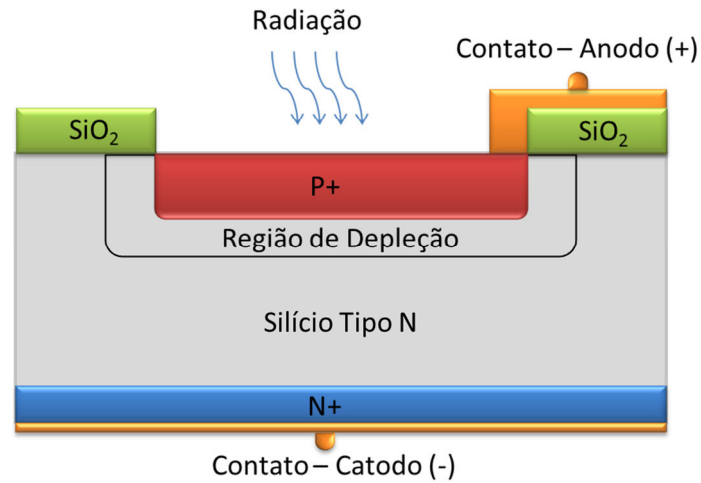 Radiação
Contato – Anodo (+)
SiO₂
SiO₂
P+
Região de Depleção
Silício Tipo N
N+
Contato – Catodo (-)